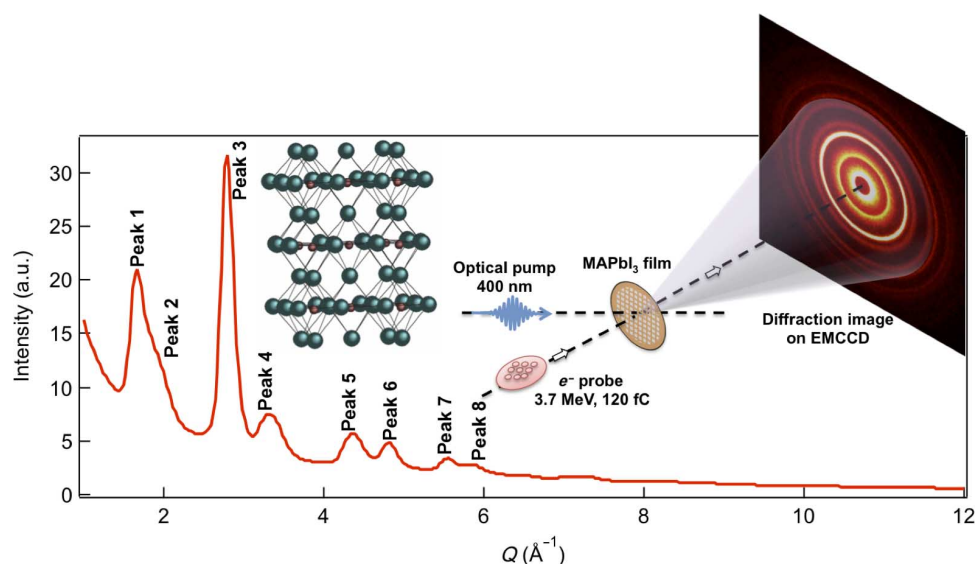 Intensity (a.u.)
30
25
20
15
10
5
0
Peak 1
Peak 2
Peak 3
Peak 4
Peak 5
Peak 6
Peak 7
Peak 8
Optical pump
400 nm
MAPbI₃ film
e⁻ probe
3.7 MeV, 120 fC
Diffraction image
on EMCCD
2
4
6
8
10
12
Q (Å⁻¹)